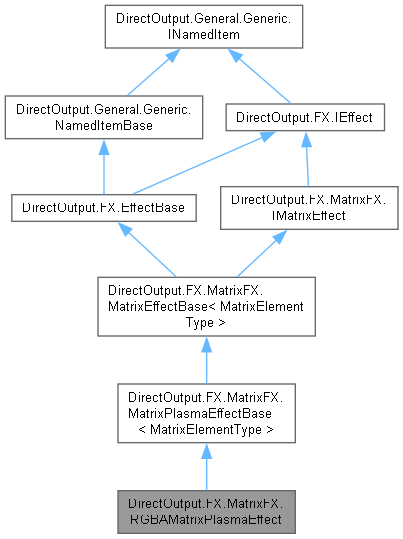 DirectOutput.General.Generic.
INamedItem
DirectOutput.General.Generic.
NamedItemBase
DirectOutput.FX.IEffect
DirectOutput.FX.EffectBase
DirectOutput.FX.MatrixFX.
IMatrixEffect
DirectOutput.FX.MatrixFX.
MatrixEffectBase< MatrixElement
Type >
DirectOutput.FX.MatrixFX.
MatrixPlasmaEffectBase
< MatrixElementType >
DirectOutput.FX.MatrixFX.
RGBAMatrixPlasmaEffect